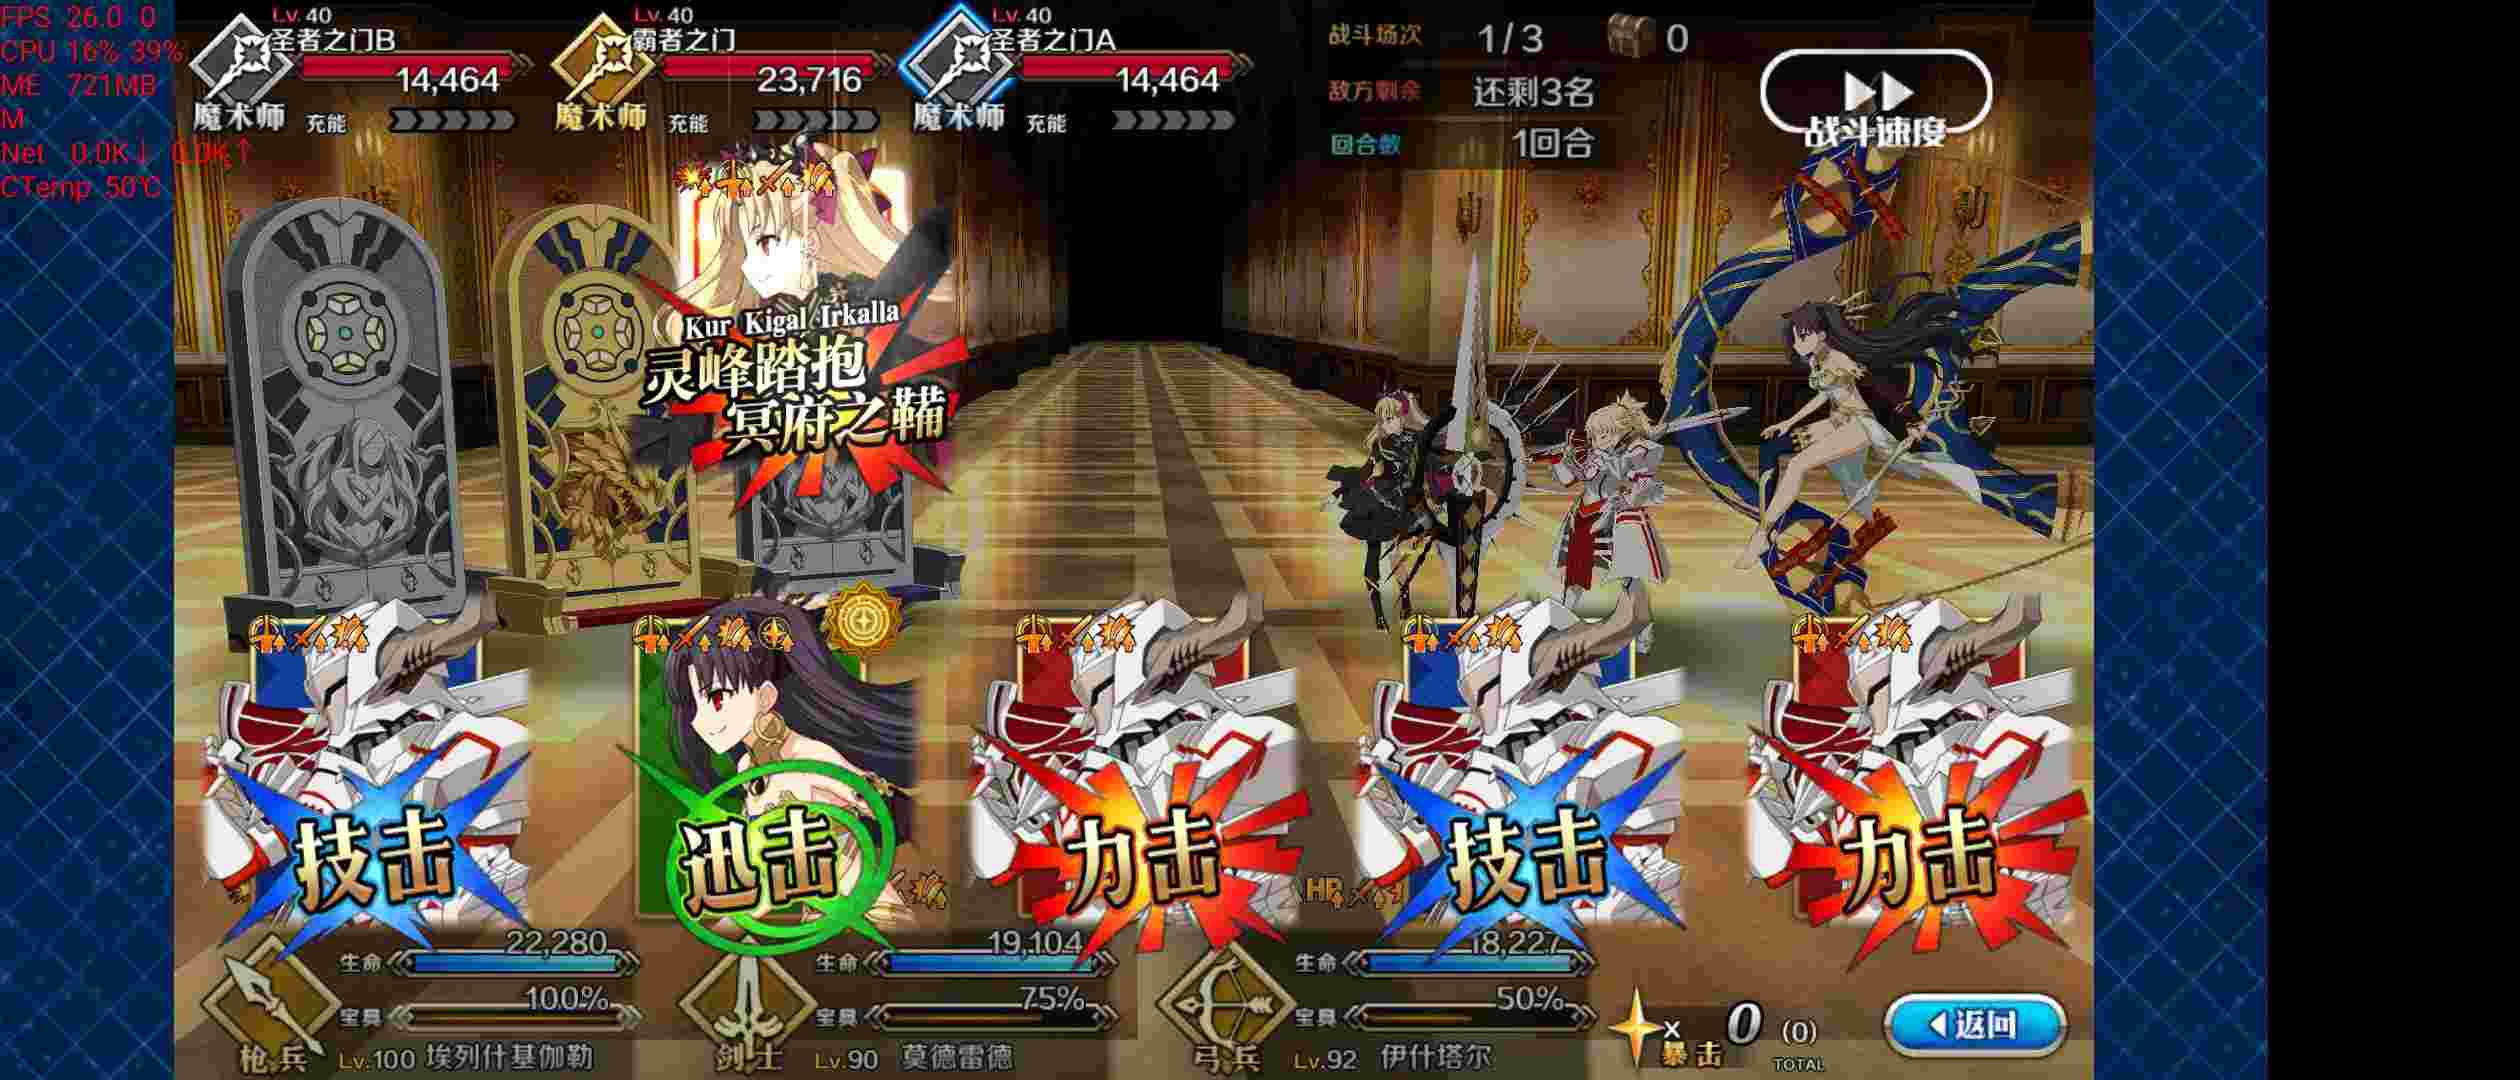 FPS 26.0 0
CPU 16% 39%
ME 721MB
M
Net 0.0K↓ 0.0K↑
CTemp 50℃
Lv.40
圣者之门B
14,464
魔术师 充能
Lv.40
霸者之门
23,716
魔术师 充能
Lv.40
圣者之门A
14,464
魔术师 充能
战斗场次 1/3 0
敌方剩余 还剩3名
回合数 1回合
战斗速度
Kur Kigal Irkalla
灵峰踏抱
冥府之鞴
技击
迅击
力击
技击
力击
HP
生命 22,280
宝具 100%
枪兵 Lv.100 埃列什基伽勒
生命 19,104
宝具 75%
剑士 Lv.90 莫德雷德
生命 18,227
宝具 50%
弓兵 Lv.92 伊什塔尔
x 暴击 0 (0)
TOTAL
返回